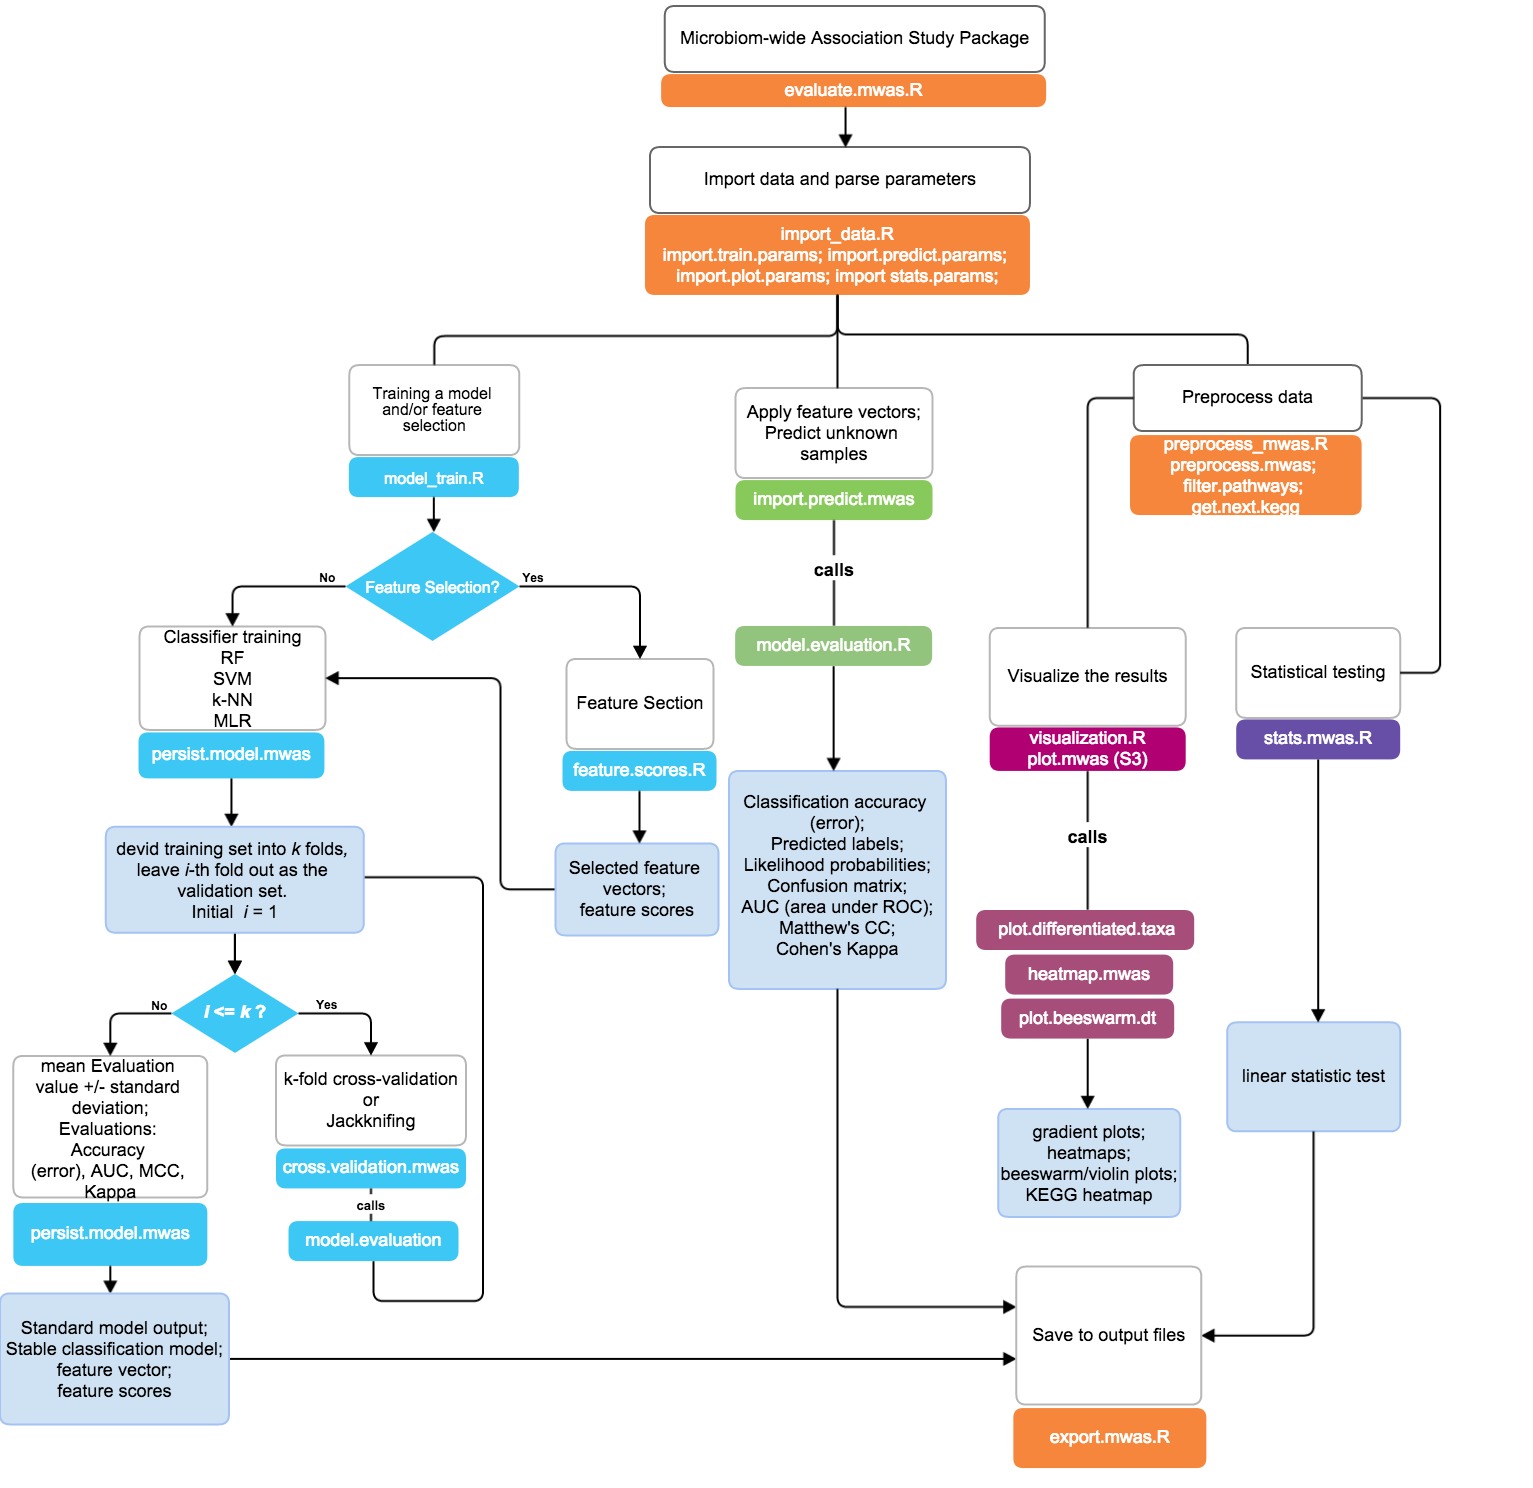 Microbiom-wide Association Study Package
evaluate.mwas.R
Import data and parse parameters
import_data.R
import.train.params; import.predict.params;
import.plot.params; import stats.params;
Training a model
and/or feature
selection
model_train.R
Feature Selection?
No
Yes
Classifier training
RF
SVM
k-NN
MLR
persist.model.mwas
Feature Section
feature.scores.R
Selected feature
vectors;
feature scores
devid training set into k folds,
leave i-th fold out as the
validation set.
Initial i = 1
i <= k ?
No
Yes
mean Evaluation
value +/- standard
deviation;
Evaluations:
Accuracy
(error), AUC, MCC,
Kappa
persist.model.mwas
k-fold cross-validation
or
Jackknifing
cross.validation.mwas
calls
model.evaluation
Standard model output;
Stable classification model;
feature vector;
feature scores
Apply feature vectors;
Predict unknown
samples
import.predict.mwas
calls
model.evaluation.R
Classification accuracy
(error);
Predicted labels;
Likelihood probabilities;
Confusion matrix;
AUC (area under ROC);
Matthew's CC;
Cohen's Kappa
Preprocess data
preprocess_mwas.R
preprocess.mwas;
filter.pathways;
get.next.kegg
Visualize the results
visualization.R
plot.mwas (S3)
calls
plot.differentiated.taxa
heatmap.mwas
plot.beeswarm.dt
gradient plots;
heatmaps;
beeswarm/violin plots;
KEGG heatmap
Statistical testing
stats.mwas.R
linear statistic test
Save to output files
export.mwas.R